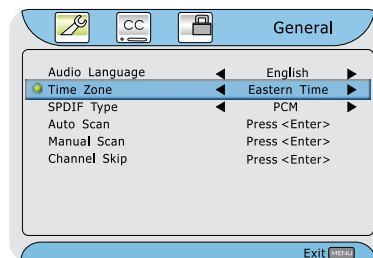 CC General
Audio Language English
Time Zone Eastern Time
SPDIF Type PCM
Auto Scan Press <Enter>
Manual Scan Press <Enter>
Channel Skip Press <Enter>
Exit MENU